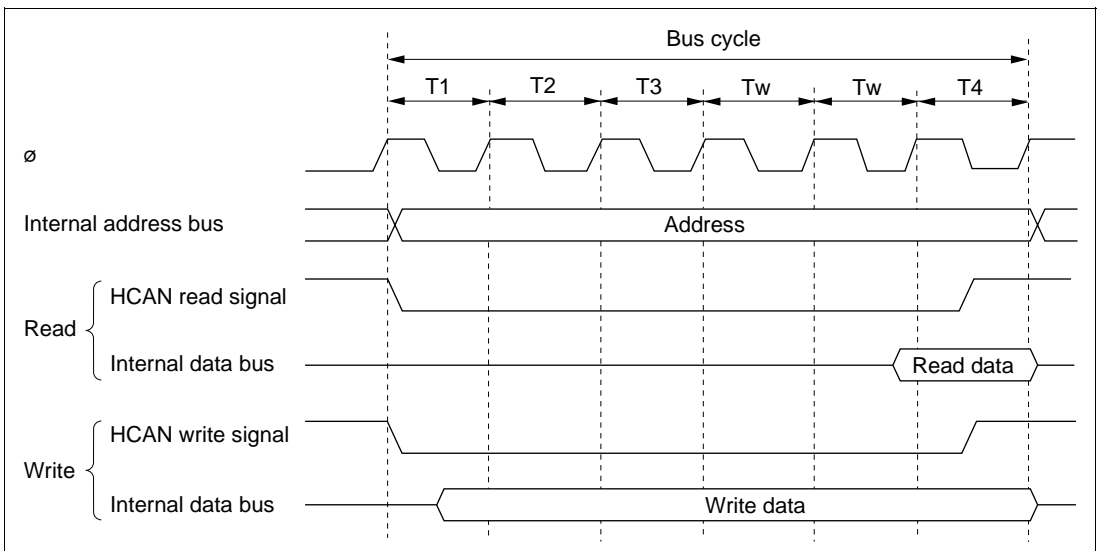 Bus cycle
T1 T2 T3 Tw Tw T4
ø
Internal address bus Address
HCAN read signal
Read
Internal data bus Read data
HCAN write signal
Write
Internal data bus Write data